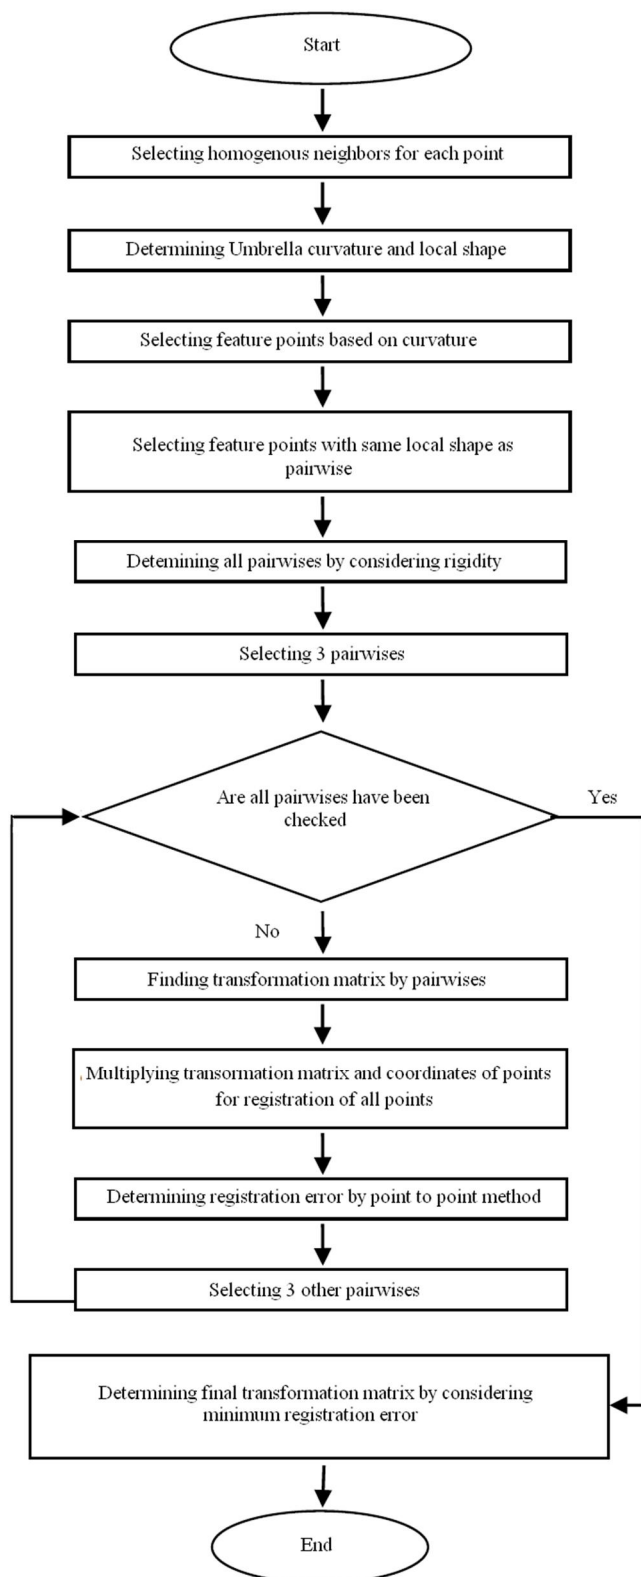 Start
Selecting homogenous neighbors for each point
Determining Umbrella curvature and local shape
Selecting feature points based on curvature
Selecting feature points with same local shape as
pairwise
Detemining all pairwises by considering rigidity
Selecting 3 pairwises
Are all pairwises have been
checked
Yes
No
Finding transformation matrix by pairwises
Multiplying transormation matrix and coordinates of points
for registration of all points
Determining registration error by point to point method
Selecting 3 other pairwises
Determining final transformation matrix by considering
minimum registration error
End